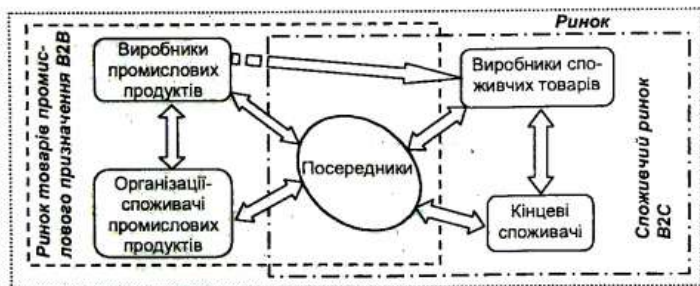 Ринок
Ринок товарів промис-
лового призначення B2B
Виробники
промислових
продуктів
Виробники спо-
живчих товарів
Посередники
Організації-
споживачі
промислових
продуктів
Кінцеві
споживачі
Споживчий ринок
B2C